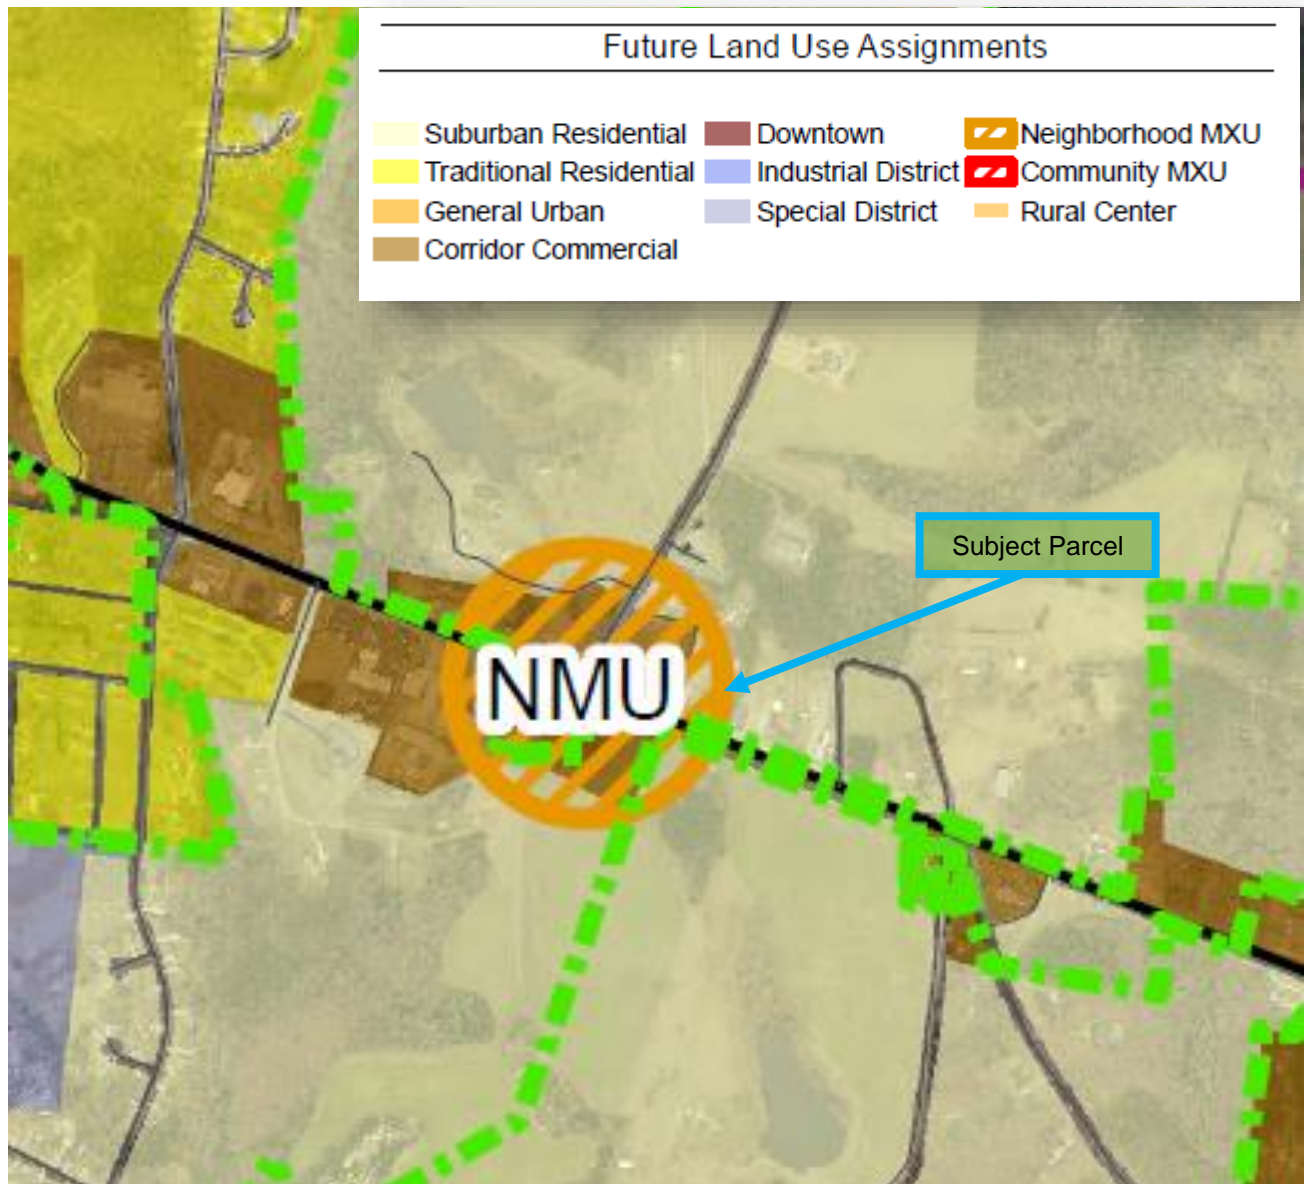 Future Land Use Assignments
Suburban Residential
Downtown
Neighborhood MXU
Traditional Residential
Industrial District
Community MXU
General Urban
Special District
Rural Center
Corridor Commercial
Subject Parcel
NMU